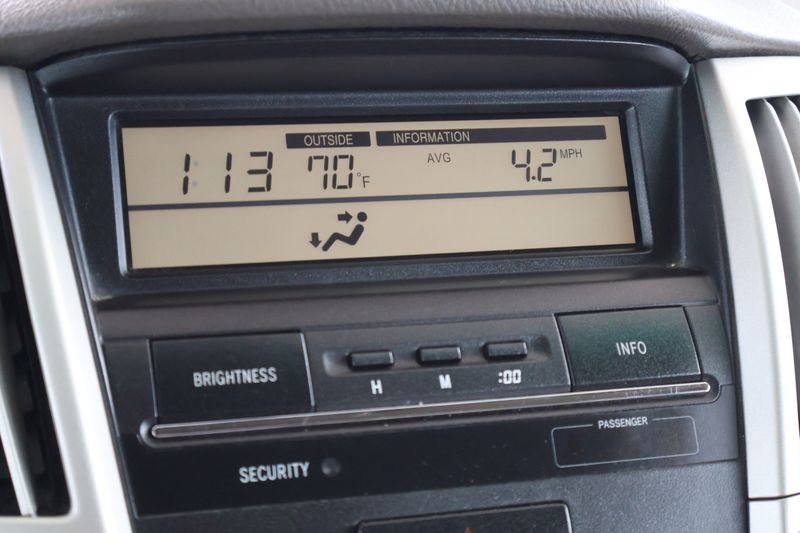 OUTSIDE INFORMATION
1:13 70°F AVG 4.2 MPH
BRIGHTNESS H M :00 INFO
PASSENGER
SECURITY